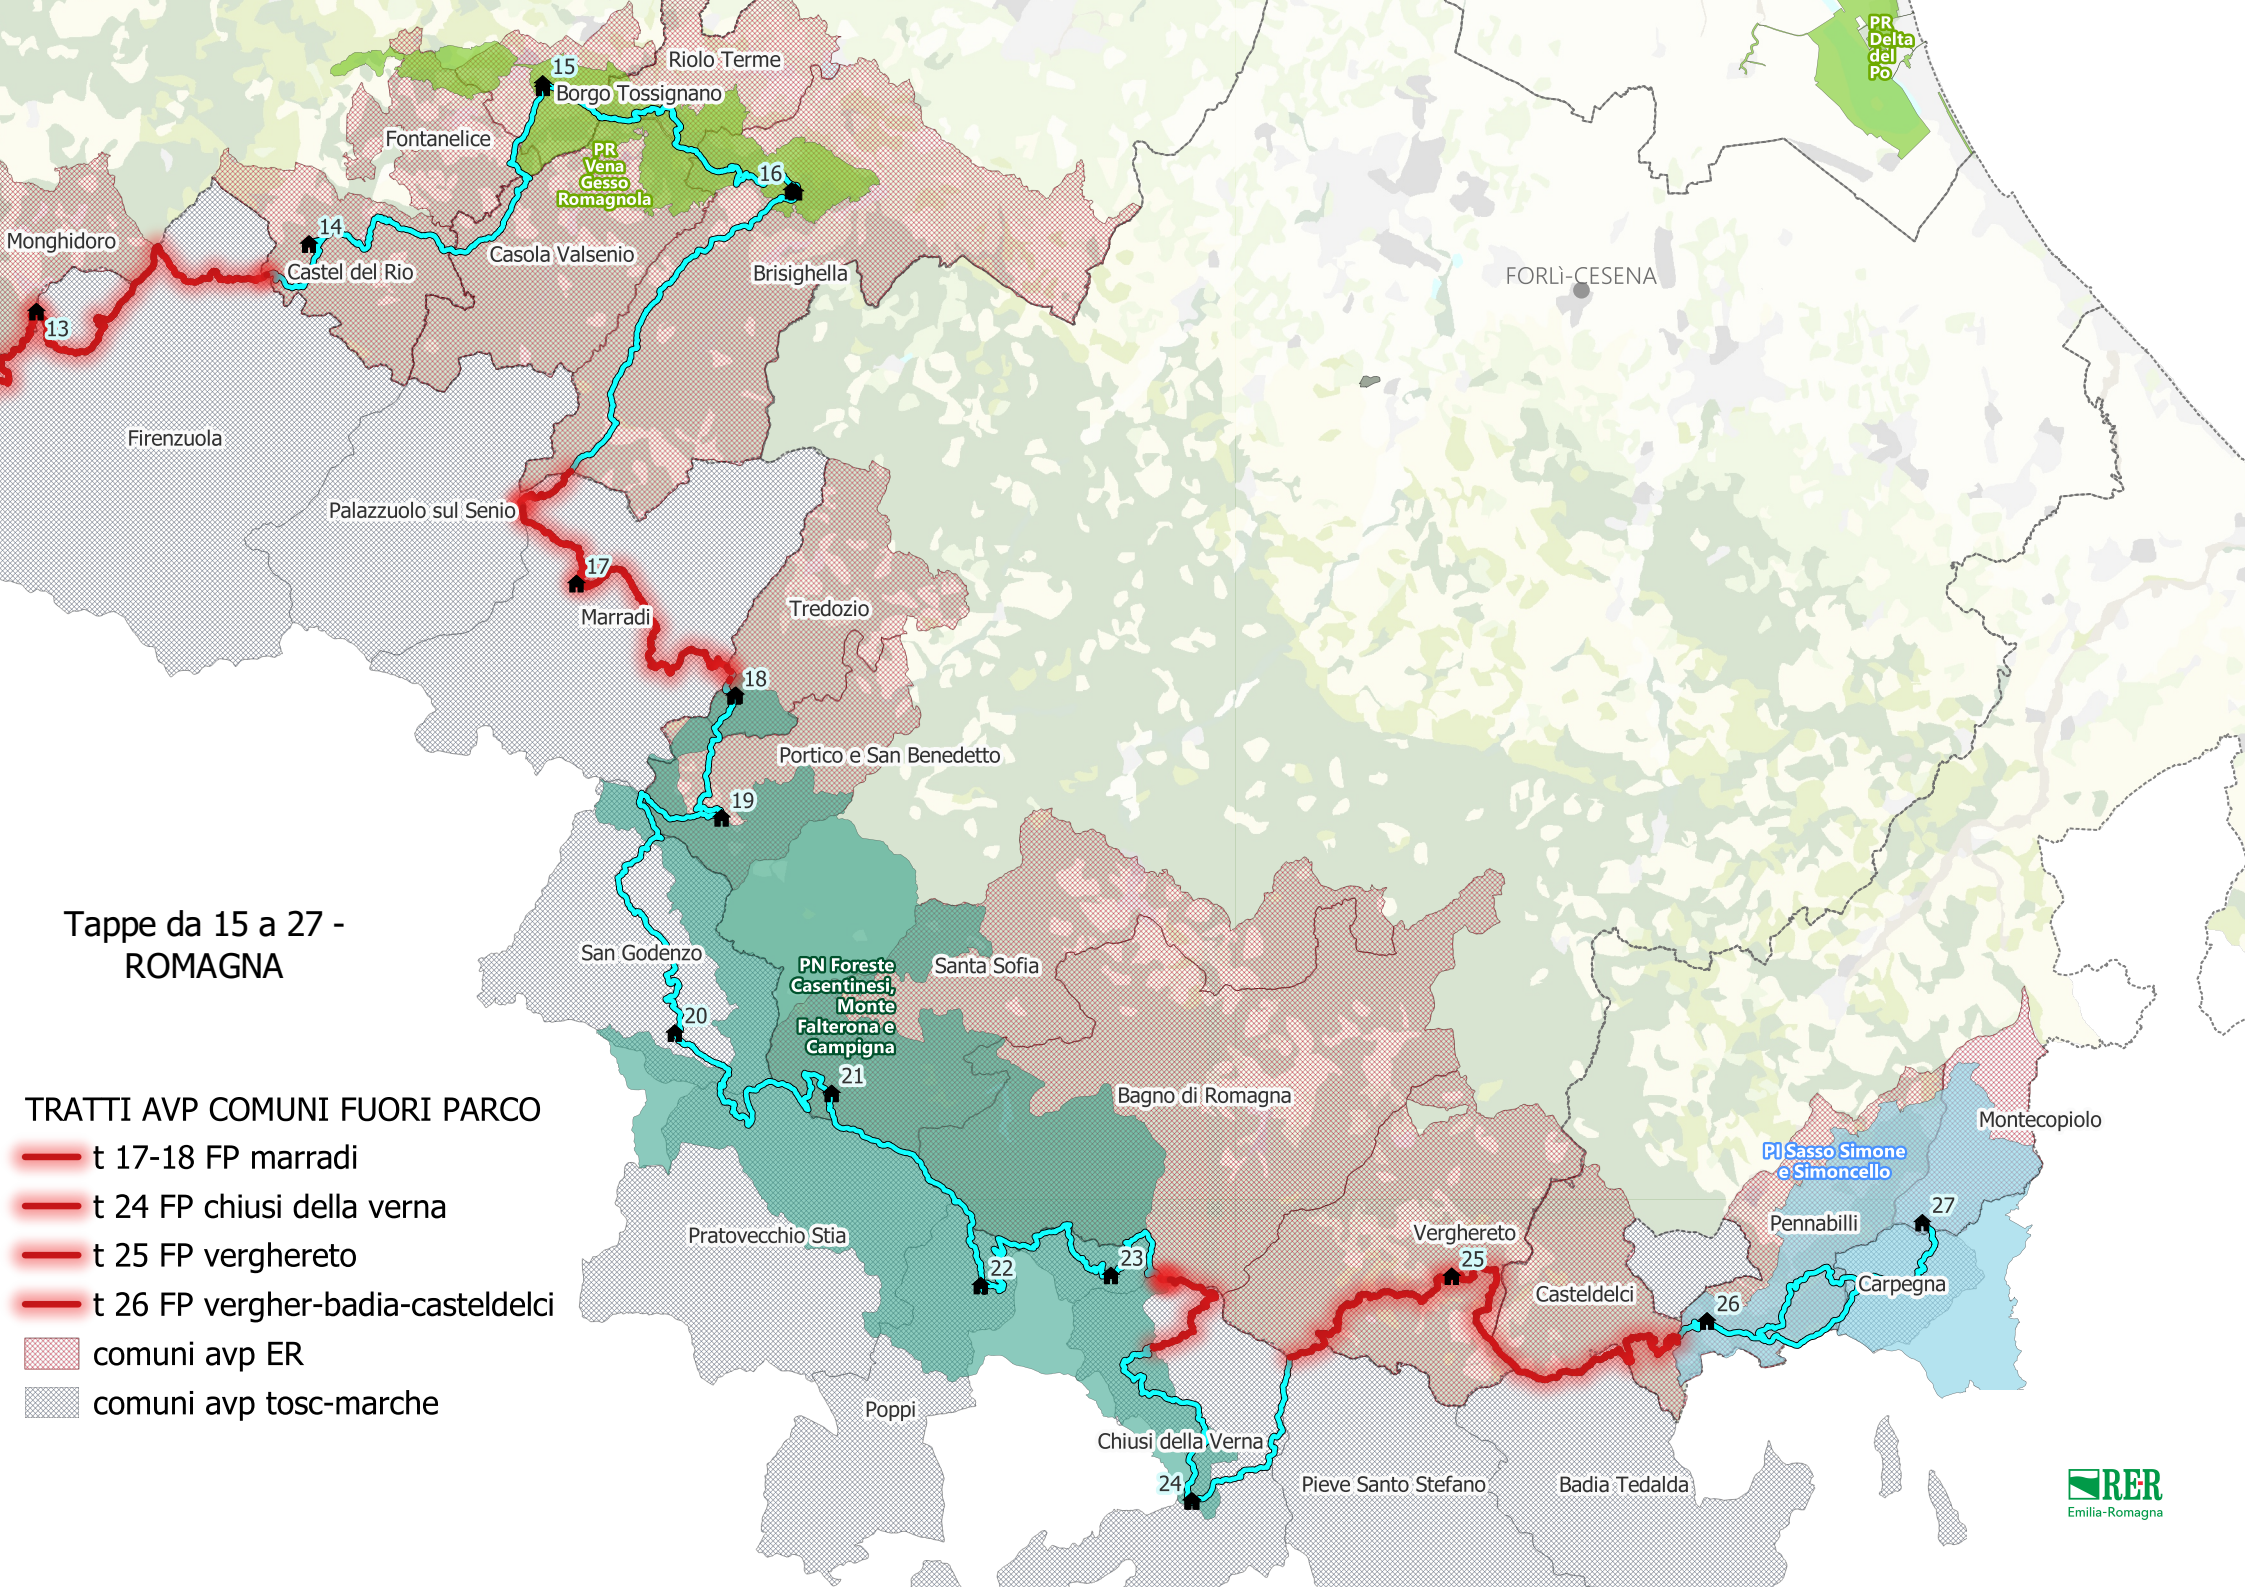 PR
Delta
del
Po
15
Riolo Terme
Borgo Tossignano
Fontanelice
PR
Vena
Gesso
Romagnola
16
14
Monghidoro
Casola Valsenio
Castel del Rio
Brisighella
FORLì-CESENA
13
Firenzuola
Palazzuolo sul Senio
17
Marradi
Tredozio
18
Portico e San Benedetto
19
Tappe da 15 a 27 -
ROMAGNA
San Godenzo
PN Foreste
Casentinesi,
Monte
Falterona e
Campigna
Santa Sofia
20
21
Bagno di Romagna
Montecopiolo
PI Sasso Simone
e Simoncello
27
Pennabilli
Pratovecchio Stia
Verghereto
25
23
22
Casteldelci
Carpegna
26
Poppi
Chiusi della Verna
24
Pieve Santo Stefano
Badia Tedalda
TRATTI AVP COMUNI FUORI PARCO
t 17-18 FP marradi
t 24 FP chiusi della verna
t 25 FP verghereto
t 26 FP vergher-badia-casteldelci
comuni avp ER
comuni avp tosc-marche
RER
Emilia-Romagna